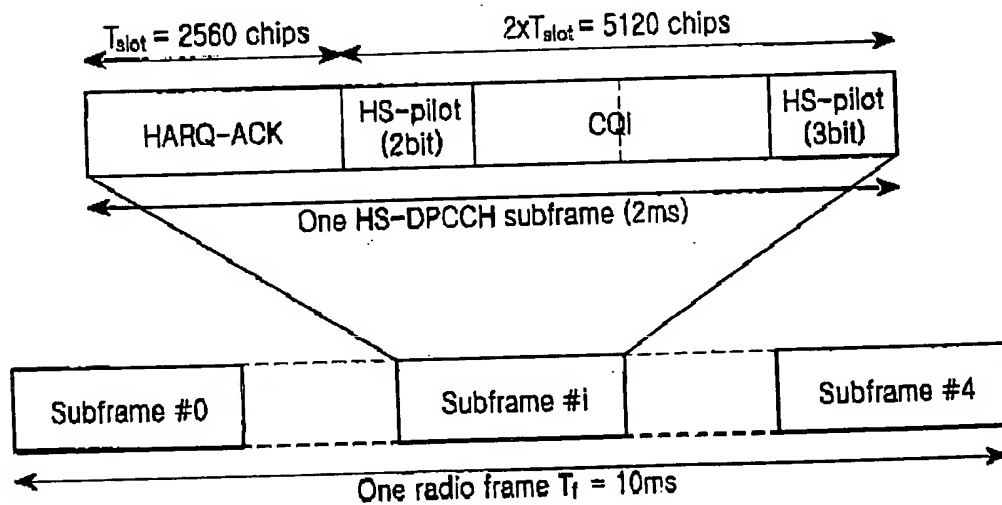 T_slot = 2560 chips
2xT_slot = 5120 chips
HARQ-ACK
HS-pilot
(2bit)
CQI
HS-pilot
(3bit)
One HS-DPCCH subframe (2ms)
Subframe #0
Subframe #i
Subframe #4
One radio frame T_f = 10ms